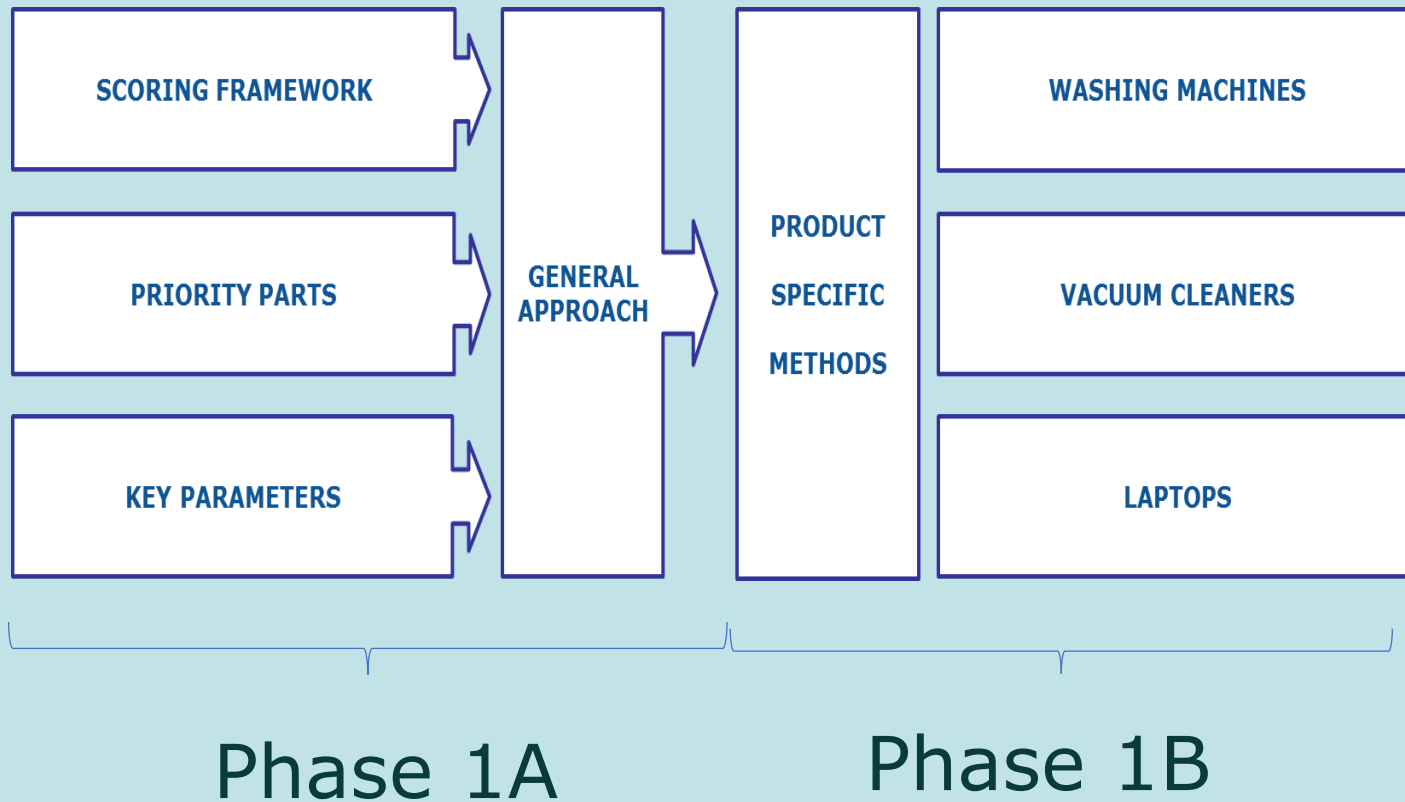 SCORING FRAMEWORK
PRIORITY PARTS
KEY PARAMETERS
GENERAL
APPROACH
PRODUCT
SPECIFIC
METHODS
WASHING MACHINES
VACUUM CLEANERS
LAPTOPS
Phase 1A
Phase 1B